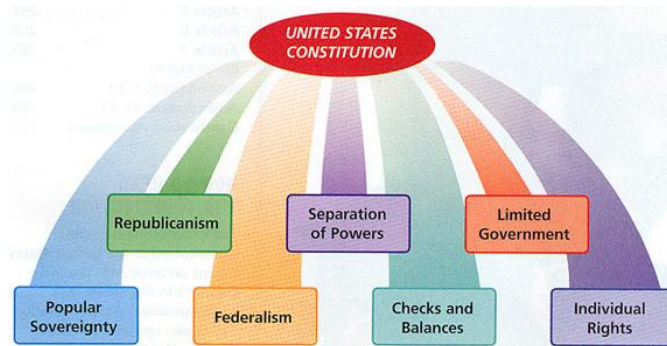 UNITED STATES
CONSTITUTION
Republicanism
Separation
of Powers
Limited
Government
Popular
Sovereignty
Federalism
Checks and
Balances
Individual
Rights